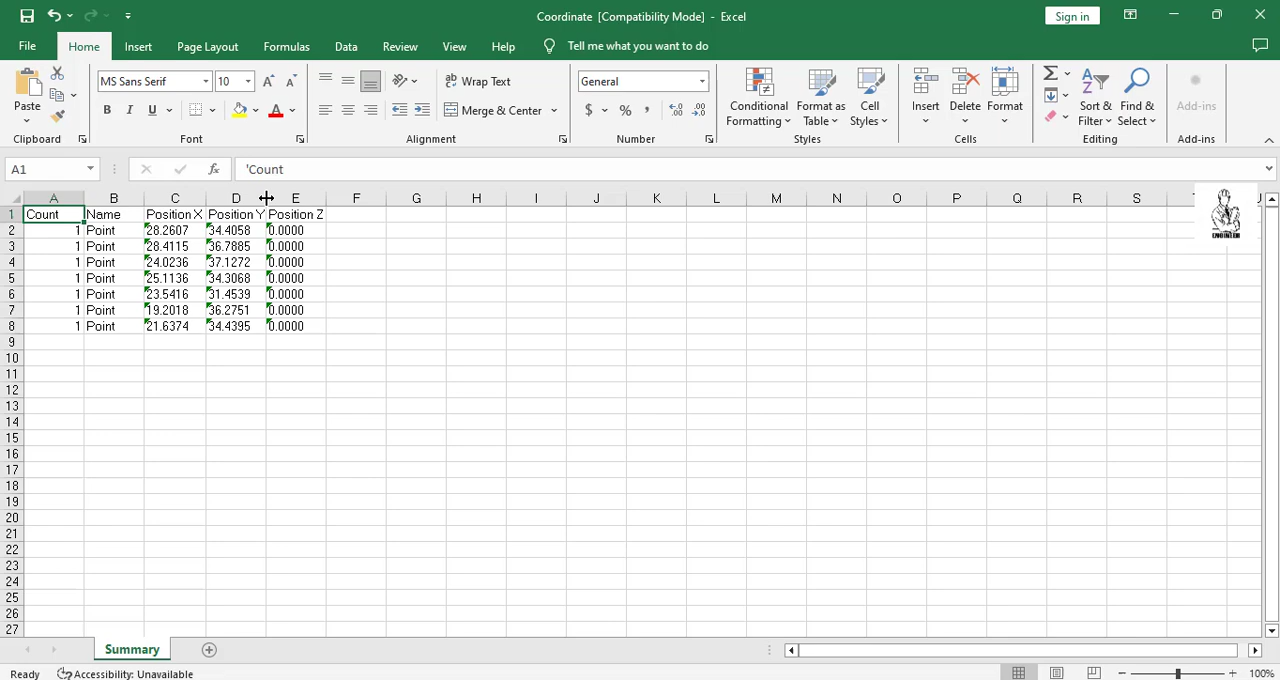 Coordinate [Compatibility Mode] - Excel
Sign in
File Home Insert Page Layout Formulas Data Review View Help Tell me what you want to do
Paste
MS Sans Serif 10
B I U A
Clipboard
Font
Wrap Text
Merge & Center
Alignment
General
$ % ,
Number
Conditional Formatting
Format as Table
Cell Styles
Styles
Insert Delete Format
Cells
Sort & Filter
Find & Select
Editing
Add-ins
Add-ins
A1 fx 'Count
A B C D E F G H I J K L M N O P Q R S T U
1 Count Name Position X Position Y Position Z
2 1 Point 28.2607 34.4058 0.0000
3 1 Point 28.4115 36.7885 0.0000
4 1 Point 24.0236 37.1272 0.0000
5 1 Point 25.1136 34.3068 0.0000
6 1 Point 23.5416 31.4539 0.0000
7 1 Point 19.2018 36.2751 0.0000
8 1 Point 21.6374 34.4395 0.0000
9
10
11
12
13
14
15
16
17
18
19
20
21
22
23
24
25
26
27
Summary
Ready Accessibility: Unavailable 100%